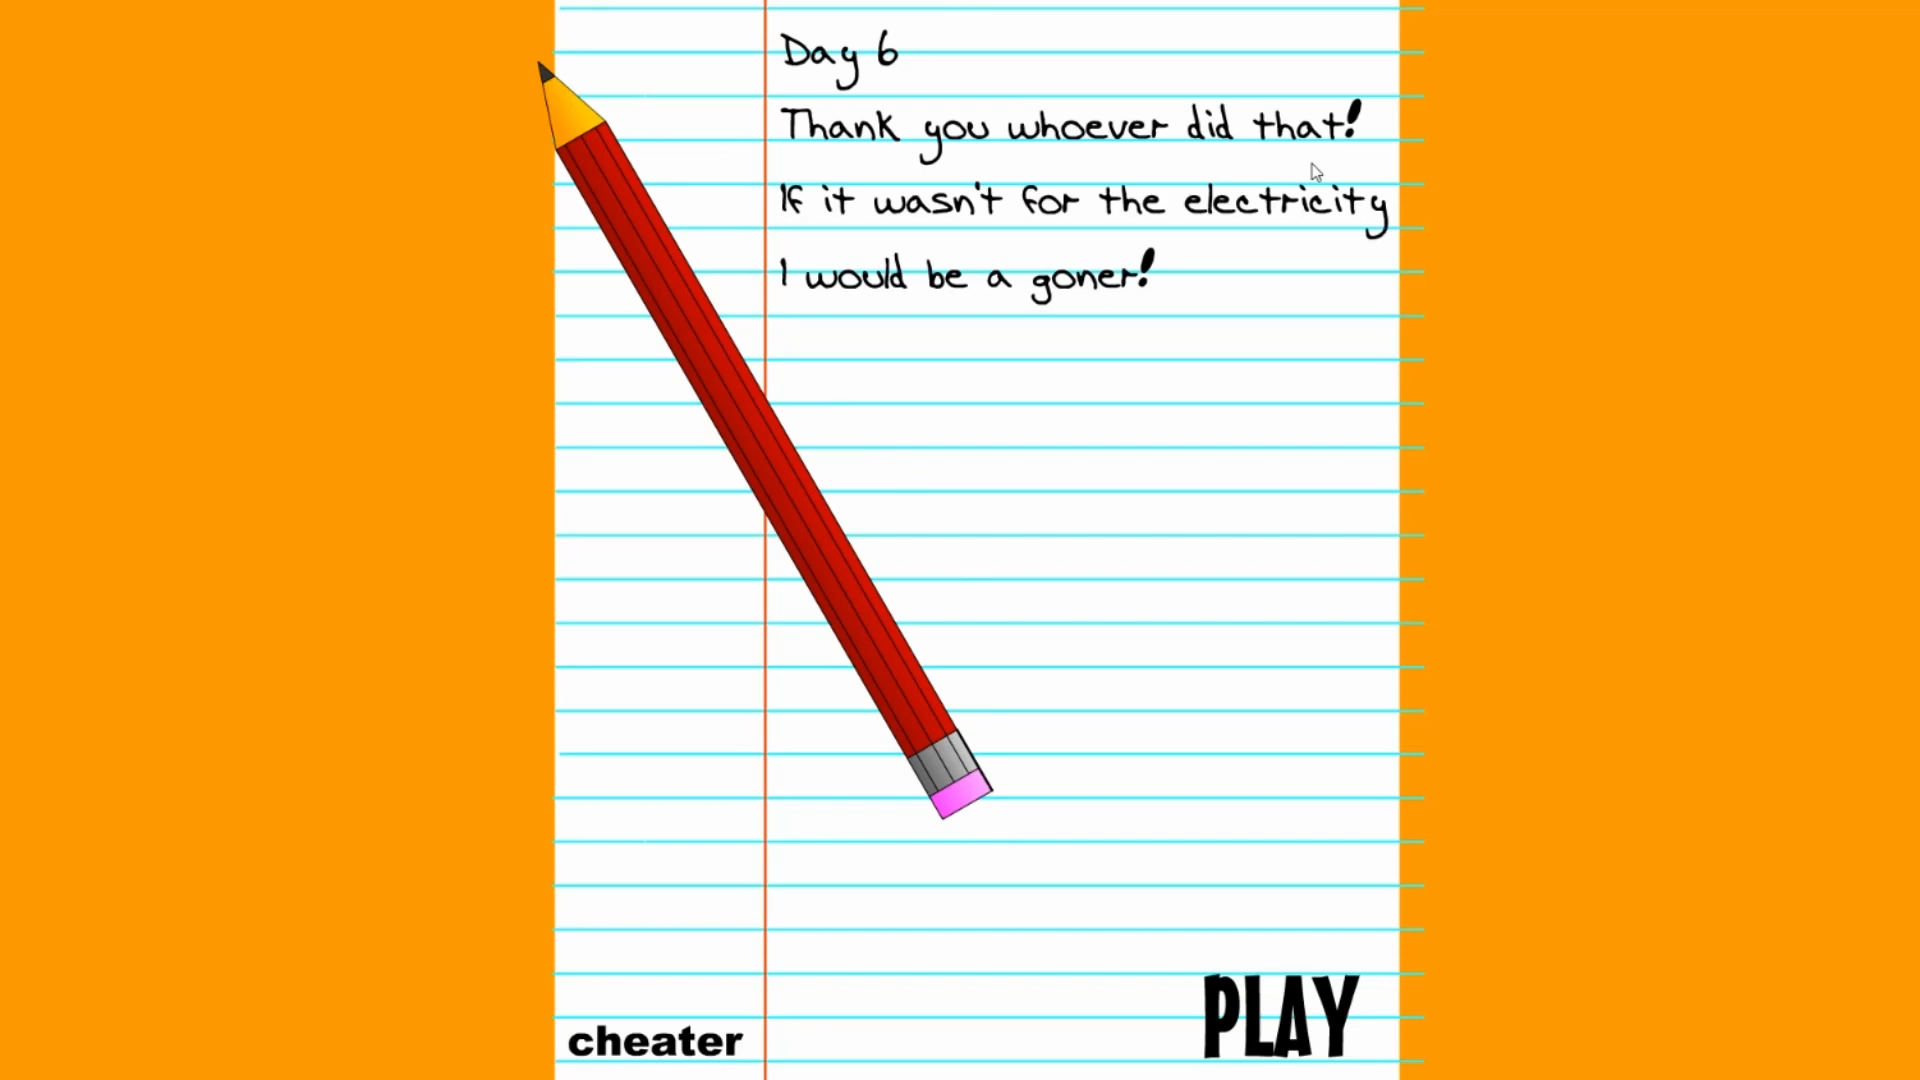 Day 6
Thank you whoever did that!
If it wasn't for the electricity
I would be a goner!
cheater
PLAY